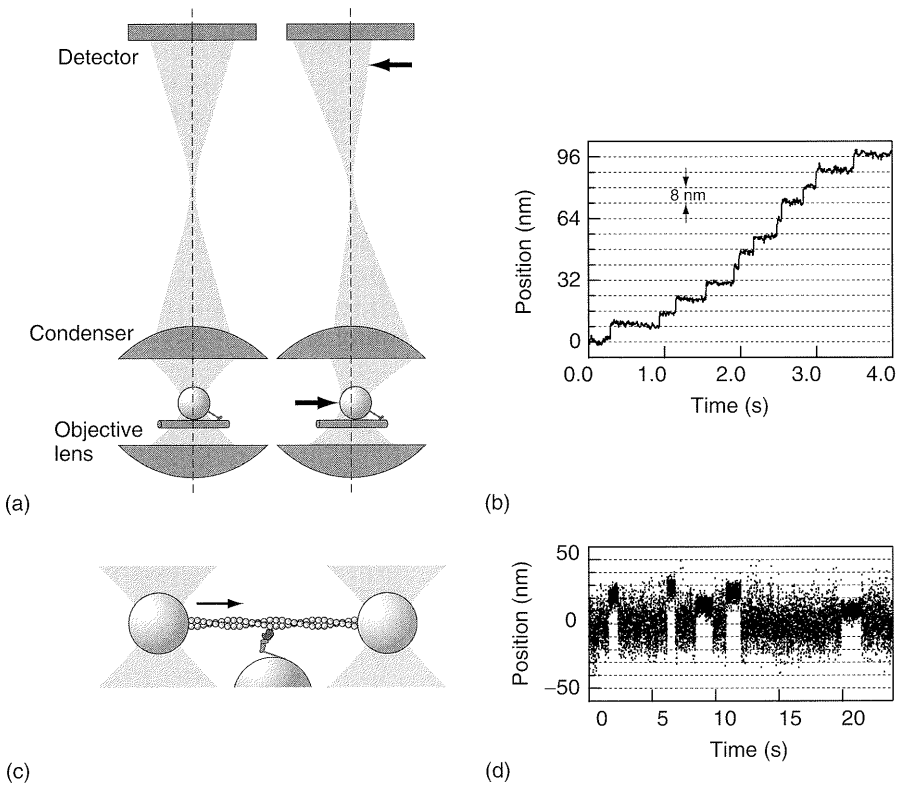 Detector
Condenser
Objective
lens
(a)
Position (nm)
96
64
32
0
8 nm
0.0 1.0 2.0 3.0 4.0
Time (s)
(b)
(c)
Position (nm)
50
0
−50
0 5 10 15 20
Time (s)
(d)